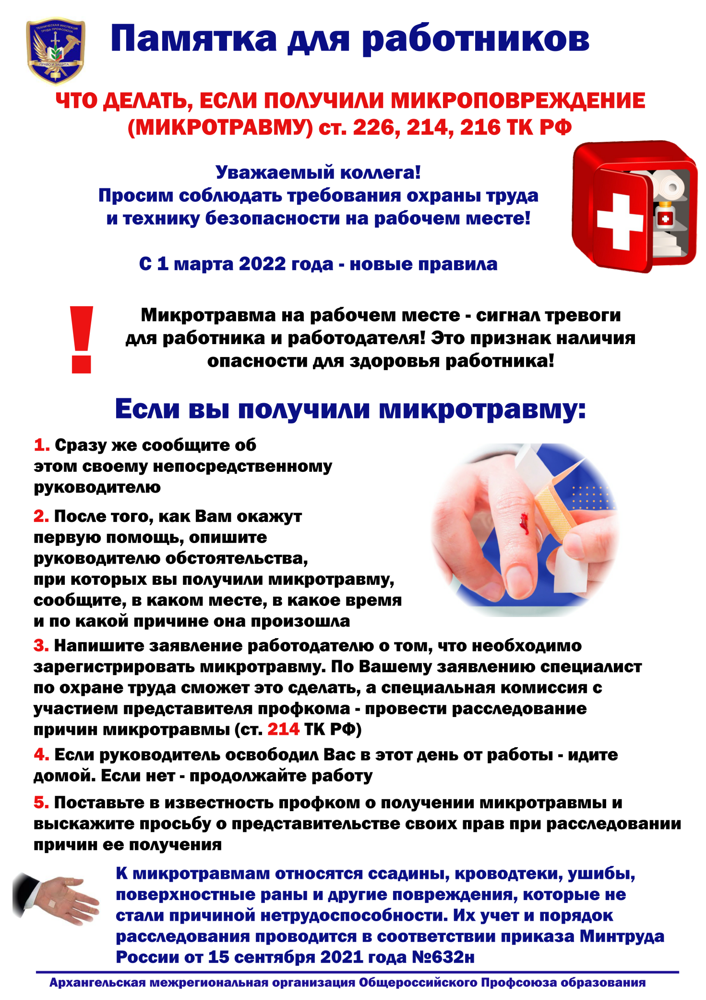 ТЕХНИЧЕСКАЯ ИНСПЕКЦИЯ
ТРУДА ПРОФСОЮЗА
ПРАВО И ЗАЩИТА
Памятка для работников
ЧТО ДЕЛАТЬ, ЕСЛИ ПОЛУЧИЛИ МИКРОПОВРЕЖДЕНИЕ
(МИКРОТРАВМУ) ст. 226, 214, 216 ТК РФ
Уважаемый коллега!
Просим соблюдать требования охраны труда
и технику безопасности на рабочем месте!
С 1 марта 2022 года - новые правила
! Микротравма на рабочем месте - сигнал тревоги
для работника и работодателя! Это признак наличия
опасности для здоровья работника!
Если вы получили микротравму:
1. Сразу же сообщите об
этом своему непосредственному
руководителю
2. После того, как Вам окажут
первую помощь, опишите
руководителю обстоятельства,
при которых вы получили микротравму,
сообщите, в каком месте, в какое время
и по какой причине она произошла
3. Напишите заявление работодателю о том, что необходимо
зарегистрировать микротравму. По Вашему заявлению специалист
по охране труда сможет это сделать, а специальная комиссия с
участием представителя профкома - провести расследование
причин микротравмы (ст. 214 ТК РФ)
4. Если руководитель освободил Вас в этот день от работы - идите
домой. Если нет - продолжайте работу
5. Поставьте в известность профком о получении микротравмы и
выскажите просьбу о представительстве своих прав при расследовании
причин ее получения
К микротравмам относятся ссадины, кроводтеки, ушибы,
поверхностные раны и другие повреждения, которые не
стали причиной нетрудоспособности. Их учет и порядок
расследования проводится в соответствии приказа Минтруда
России от 15 сентября 2021 года №632н
Архангельская межрегиональная организация Общероссийского Профсоюза образования